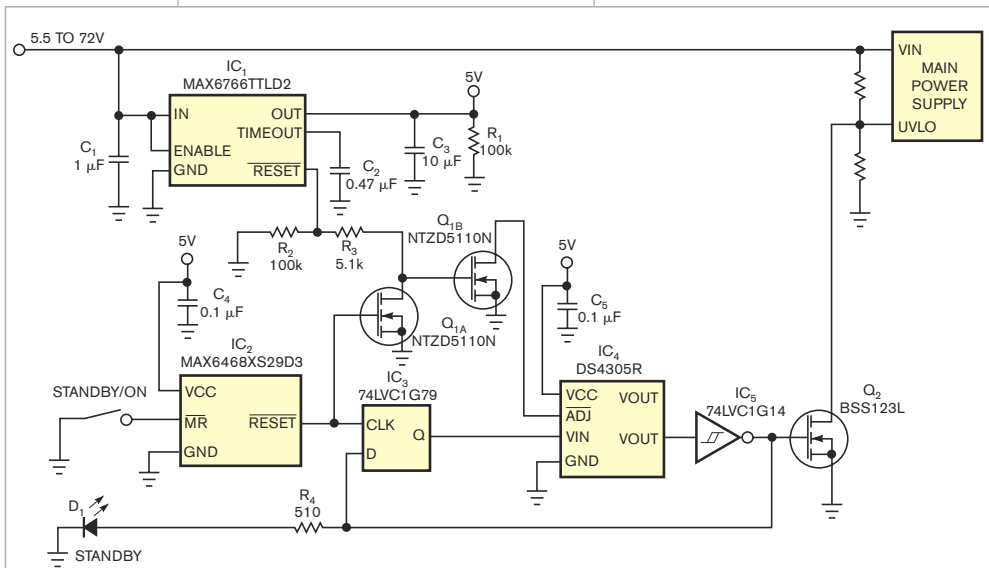 5.5 TO 72V
IC1
MAX6766TTLD2
IN
ENABLE
GND
OUT
TIMEOUT
RESET
C1
1 µF
C2
0.47 µF
C3
10 µF
5V
R1
100k
VIN
MAIN
POWER
SUPPLY
UVLO
R2
100k
R3
5.1k
Q1B
NTZD5110N
Q1A
NTZD5110N
5V
C4
0.1 µF
5V
C5
0.1 µF
IC2
MAX6468XS29D3
VCC
MR
GND
RESET
STANDBY/ON
IC3
74LVC1G79
CLK
D
Q
IC4
DS4305R
VCC
ADJ
VIN
GND
VOUT
VOUT
IC5
74LVC1G14
Q2
BSS123L
D1
STANDBY
R4
510